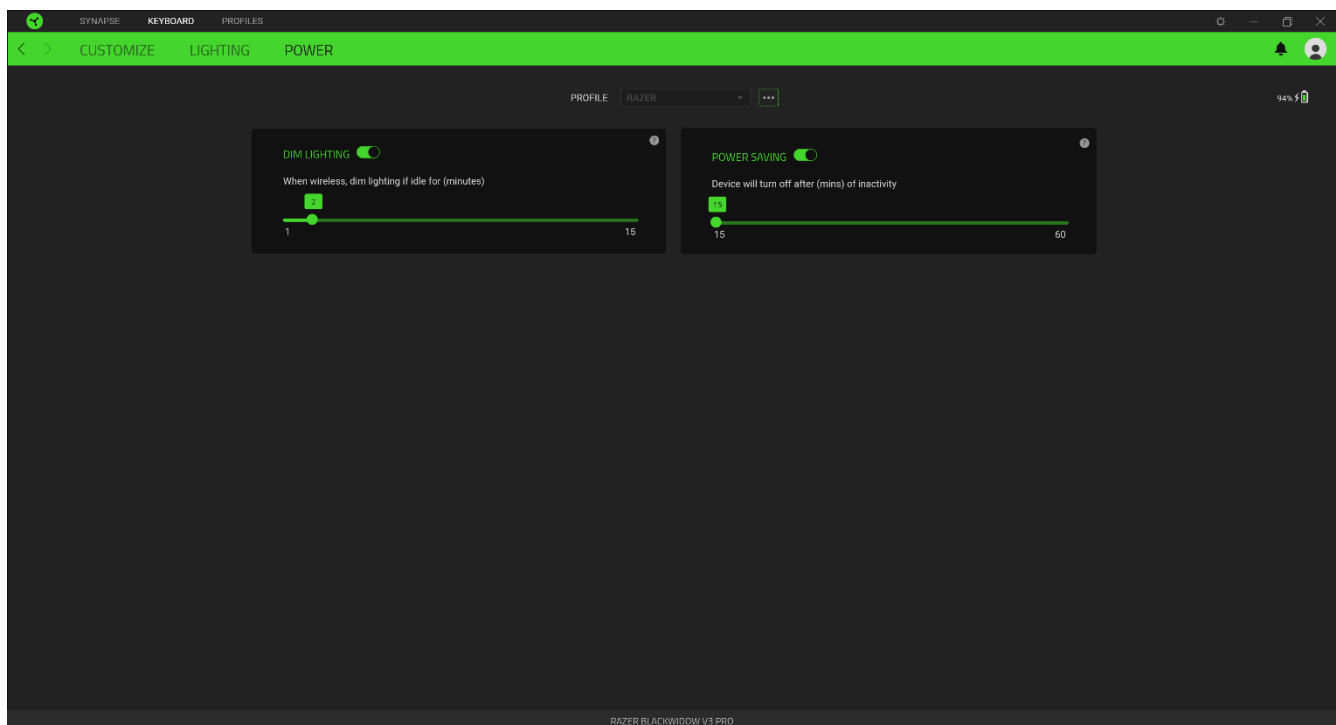 SYNAPSE KEYBOARD PROFILES
CUSTOMIZE LIGHTING POWER
PROFILE RAZER
94%
DIM LIGHTING
When wireless, dim lighting if idle for (minutes)
2
1 15
POWER SAVING
Device will turn off after (mins) of inactivity
15
15 60
RAZER BLACKWIDOW V3 PRO